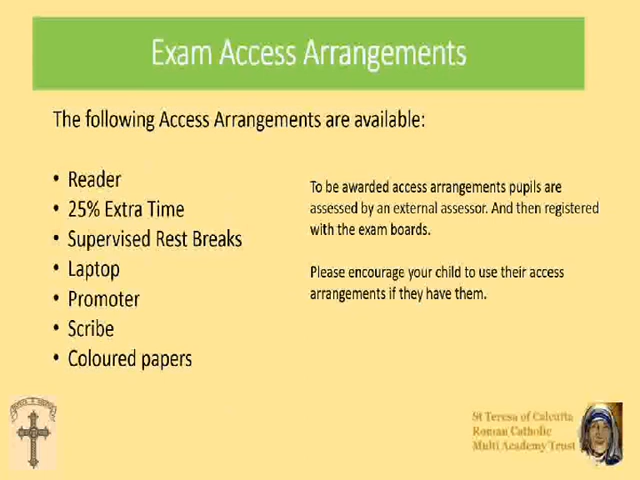 Exam Access Arrangements
The following Access Arrangements are available:
• Reader
• 25% Extra Time
• Supervised Rest Breaks
• Laptop
• Promoter
• Scribe
• Coloured papers
To be awarded access arrangements pupils are
assessed by an external assessor. And then registered
with the exam boards.
Please encourage your child to use their access
arrangements if they have them.
St Teresa of Calcutta
Roman Catholic
Multi Academy Trust